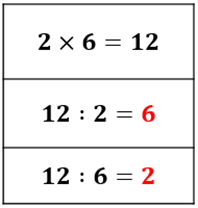 2 × 6 = 12
12 : 2 = 6
12 : 6 = 2